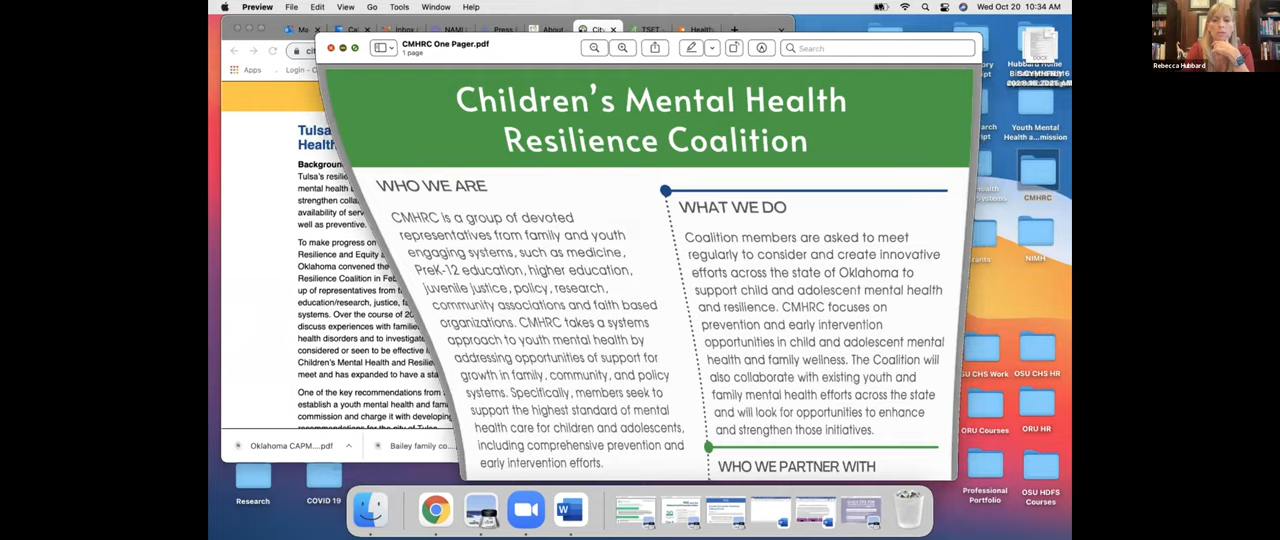 Preview File Edit View Go Tools Window Help
Wed Oct 20 10:34 AM
CMHRC One Pager.pdf
1 page
Search
Apps
Children's Mental Health
Resilience Coalition
WHO WE ARE
CMHRC is a group of devoted
representatives from family and youth
engaging systems, such as medicine,
PreK-12 education, higher education,
juvenile justice, policy, research,
community associations and faith based
organizations. CMHRC takes a systems
approach to youth mental health by
addressing opportunities of support for
growth in family, community, and policy
systems. Specifically, members seek to
support the highest standard of mental
health care for children and adolescents,
including comprehensive prevention and
early intervention efforts.
WHAT WE DO
Coalition members are asked to meet
regularly to consider and create innovative
efforts across the state of Oklahoma to
support child and adolescent mental health
and resilience. CMHRC focuses on
prevention and early intervention
opportunities in child and adolescent mental
health and family wellness. The Coalition will
also collaborate with existing youth and
family mental health efforts across the state
and will look for opportunities to enhance
and strengthen those initiatives.
WHO WE PARTNER WITH
Tulsa
Health
Background
Tulsa's resilie
mental health
strengthen colla
availability of serv
well as preventive.
To make progress on
Resilience and Equity a
Oklahoma convened the
Resilience Coalition in Feb
up of representatives from fa
education/research, justice, f
systems. Over the course of 20
discuss experiences with familie
health disorders and to investigate
considered or seen to be effective i
Children's Mental Health and Resilie
meet and has expanded to have a sta
One of the key recommendations from
establish a youth mental health and fam
commission and charge it with developing
recommendations for the city of Tulsa
Oklahoma CAPM....pdf
Bailey family co...
Research
COVID 19
Youth Mental
Health a...mission
CMHRC
NIMH
OSU CHS HR
ORU Courses
ORU HR
Professional
Portfolio
OSU HDFS
Courses
Rebecca Hubbard